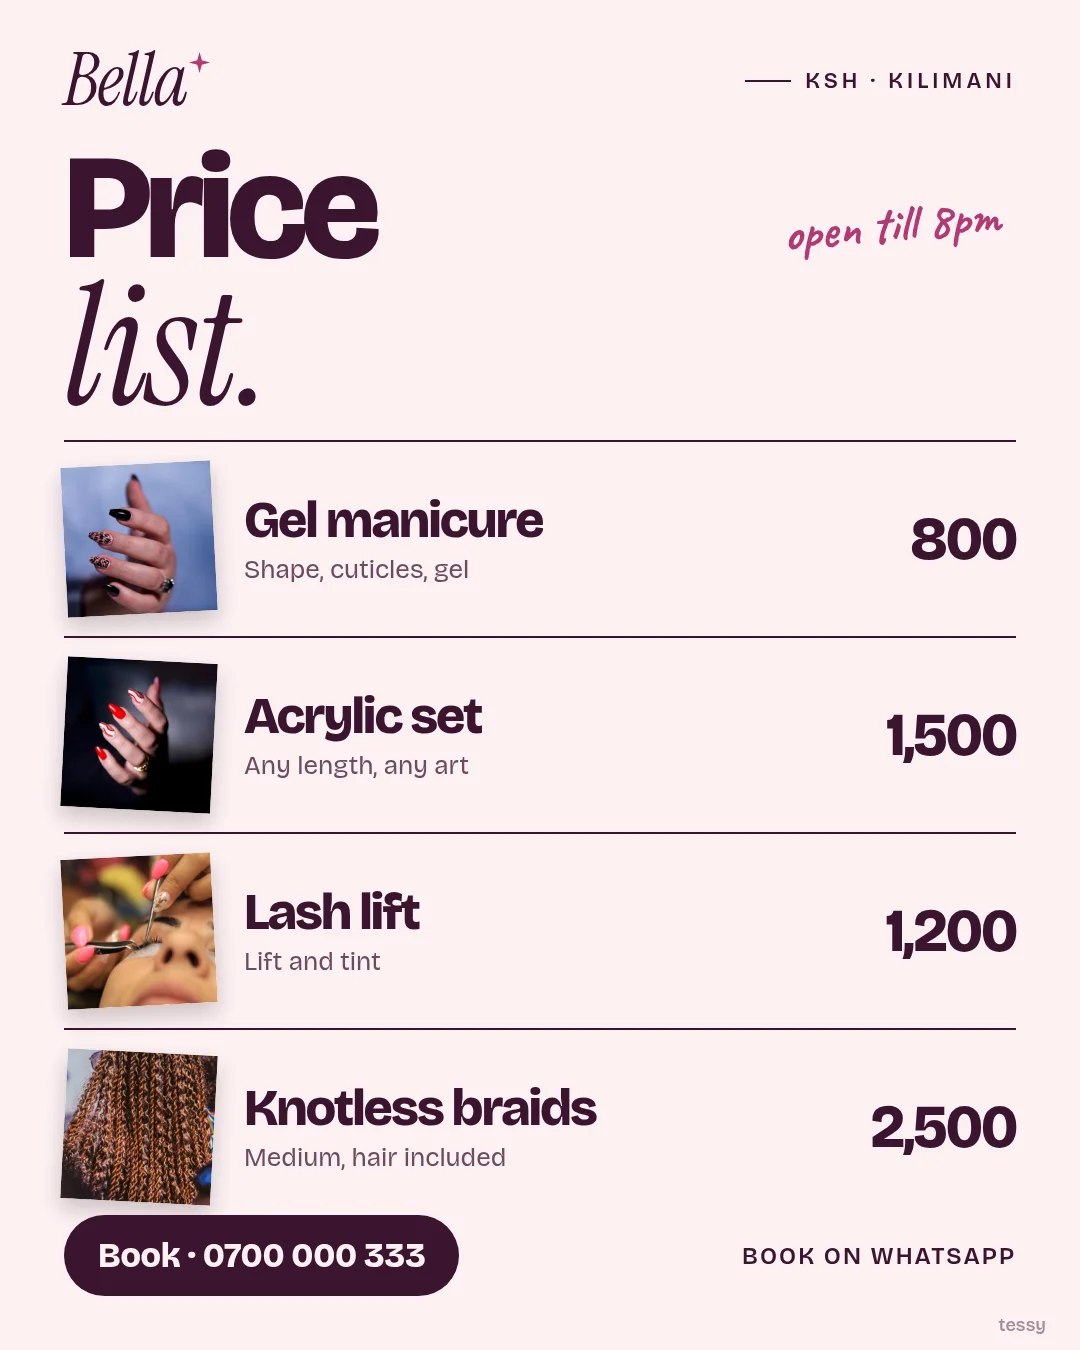 Bella
KSH · KILIMANI
Price
list.
open till 8pm
Gel manicure
Shape, cuticles, gel
800
Acrylic set
Any length, any art
1,500
Lash lift
Lift and tint
1,200
Knotless braids
Medium, hair included
2,500
Book · 0700 000 333
BOOK ON WHATSAPP
tessy